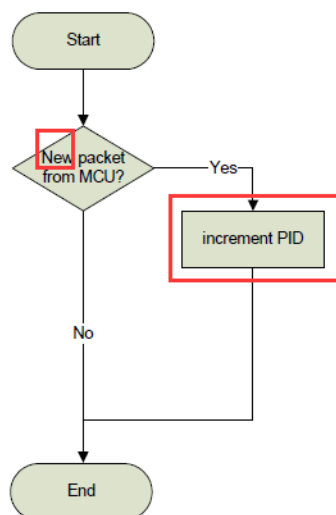 Start
New packet
from MCU?
Yes
increment PID
No
End